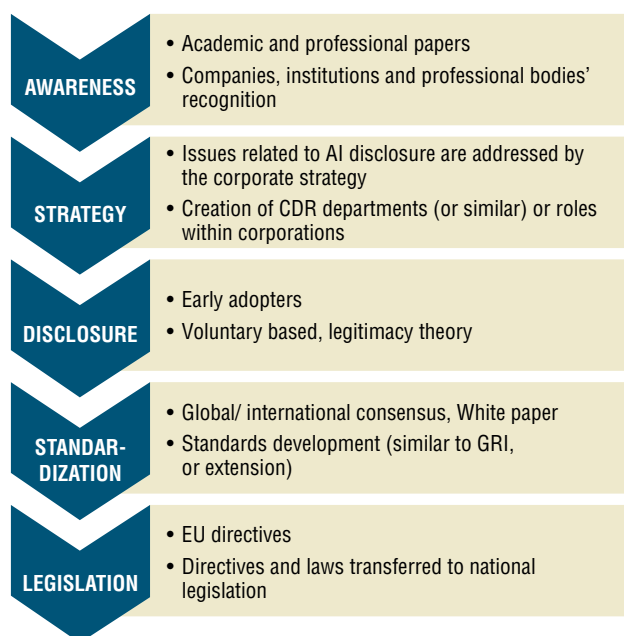 AWARENESS
• Academic and professional papers
• Companies, institutions and professional bodies’
recognition
STRATEGY
• Issues related to AI disclosure are addressed by
the corporate strategy
• Creation of CDR departments (or similar) or roles
within corporations
DISCLOSURE
• Early adopters
• Voluntary based, legitimacy theory
STANDAR-
DIZATION
• Global/ international consensus, White paper
• Standards development (similar to GRI,
or extension)
LEGISLATION
• EU directives
• Directives and laws transferred to national
legislation